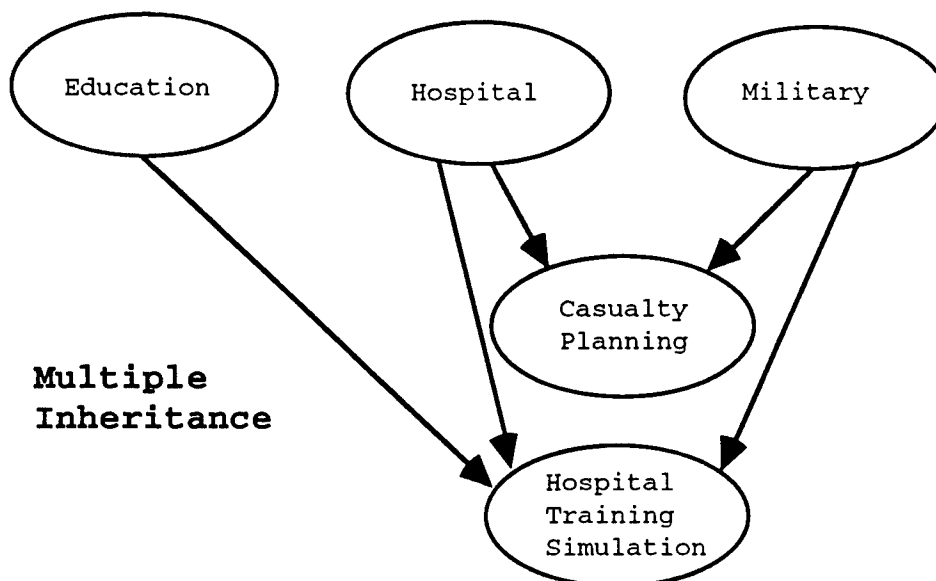 Education
Hospital
Military
Casualty
Planning
Multiple
Inheritance
Hospital
Training
Simulation